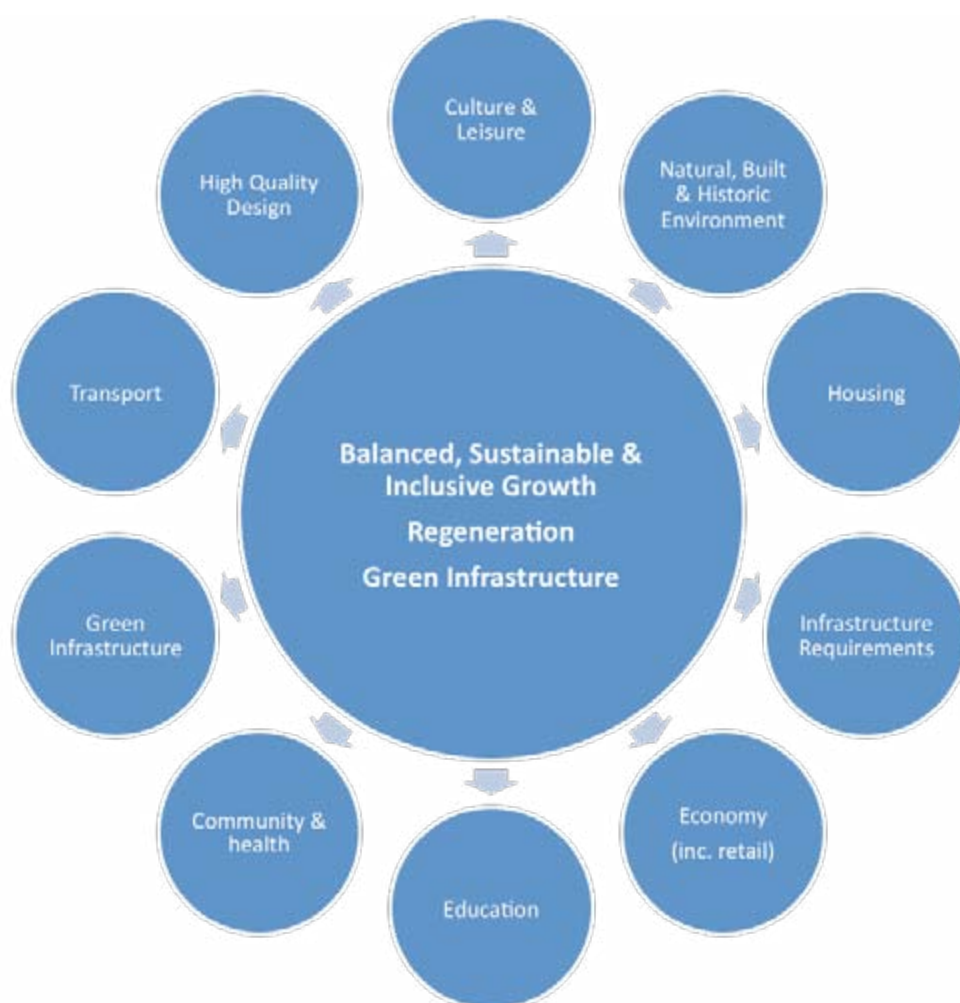 Culture &
Leisure
Natural, Built
& Historic
Environment
Housing
Infrastructure
Requirements
Economy
(inc. retail)
Education
Community &
health
Green
Infrastructure
Transport
High Quality
Design
Balanced, Sustainable &
Inclusive Growth
Regeneration
Green Infrastructure